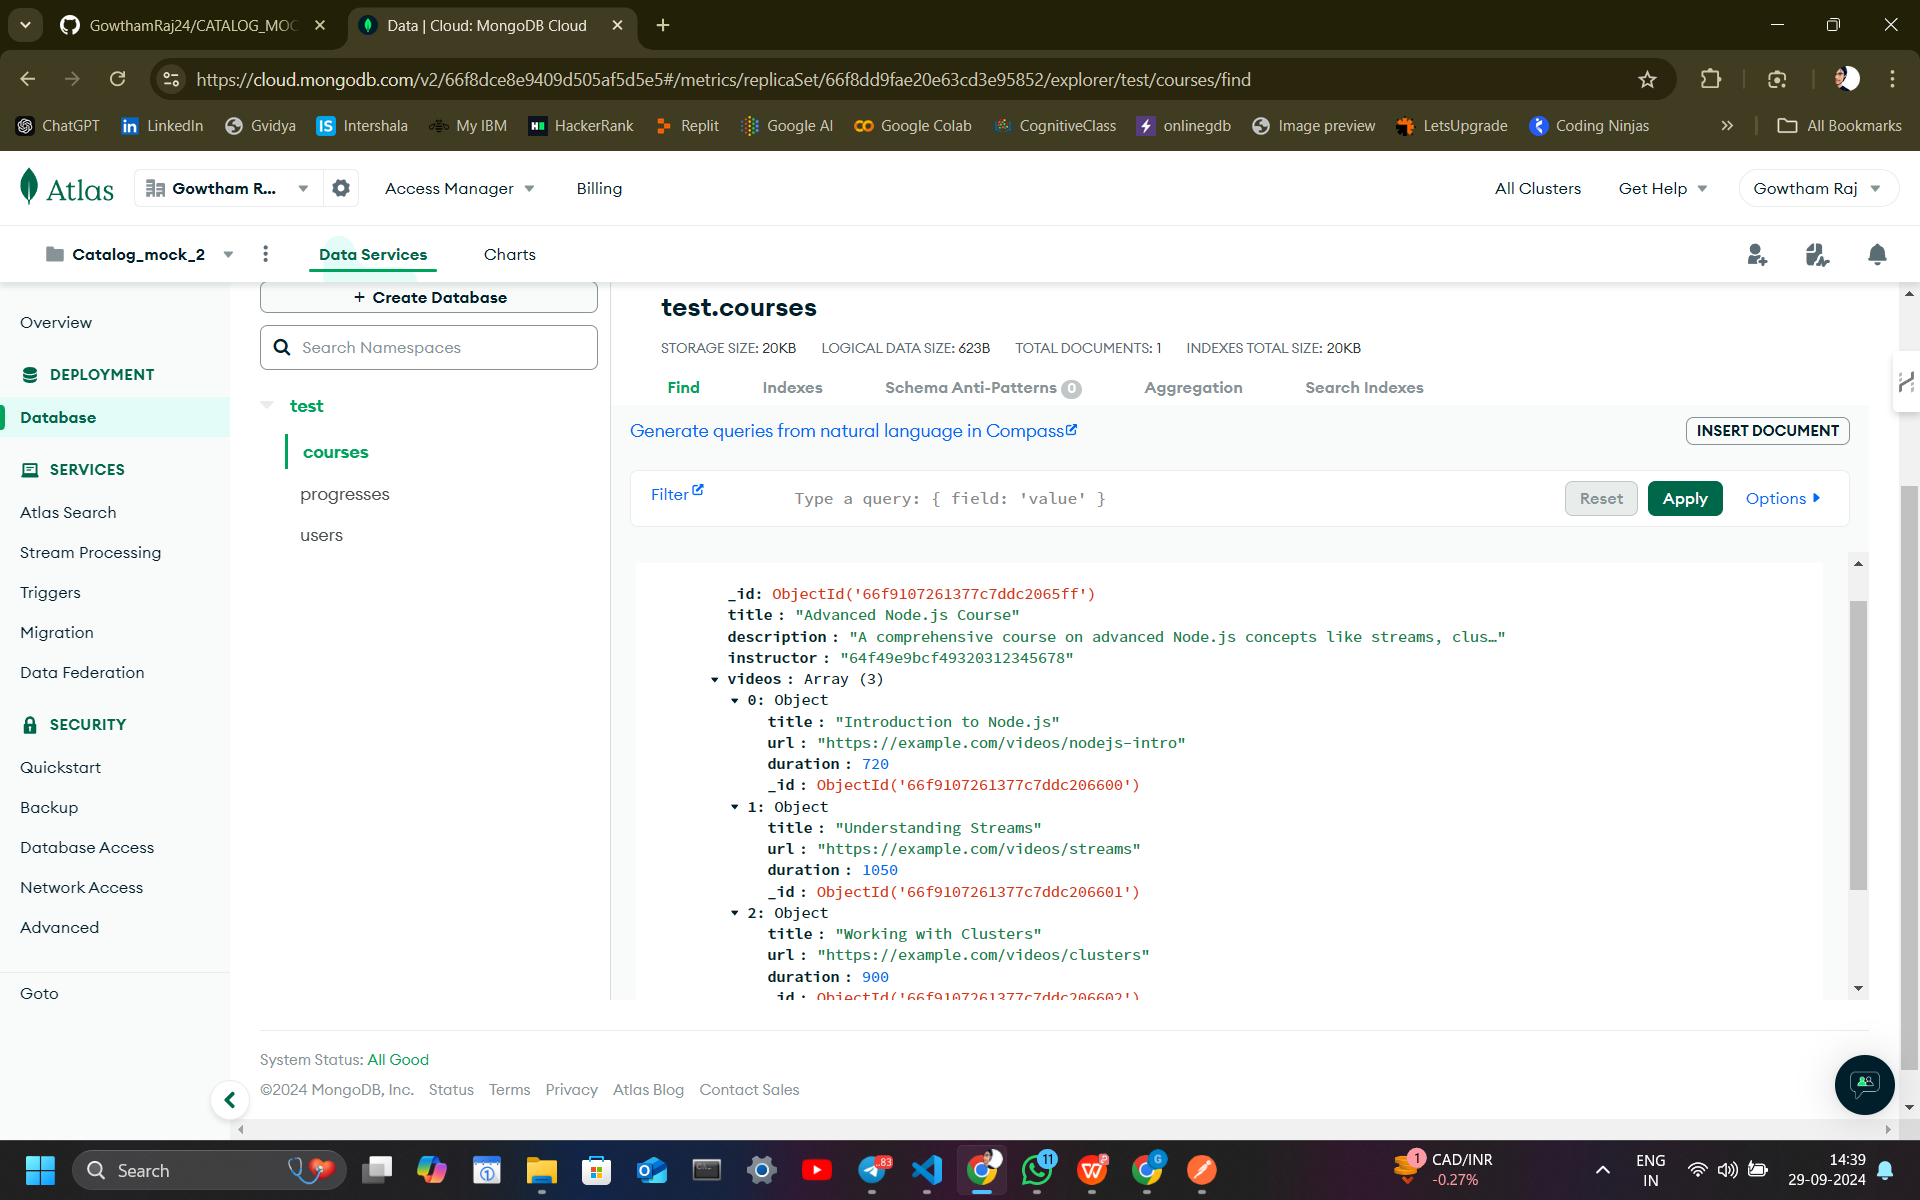 GowthamRaj24/CATALOG_MOC
Data | Cloud: MongoDB Cloud
https://cloud.mongodb.com/v2/66f8dce8e9409d505af5d5e5#/metrics/replicaSet/66f8dd9fae20e63cd3e95852/explorer/test/courses/find
ChatGPT LinkedIn Gvidya Intershala My IBM HackerRank Replit Google AI Google Colab CognitiveClass onlinegdb Image preview LetsUpgrade Coding Ninjas » All Bookmarks
Atlas Gowtham R... Access Manager Billing All Clusters Get Help Gowtham Raj
Catalog_mock_2 Data Services Charts
Overview
DEPLOYMENT
Database
SERVICES
Atlas Search
Stream Processing
Triggers
Migration
Data Federation
SECURITY
Quickstart
Backup
Database Access
Network Access
Advanced
Goto
+ Create Database
Search Namespaces
test
courses
progresses
users
test.courses
STORAGE SIZE: 20KB LOGICAL DATA SIZE: 623B TOTAL DOCUMENTS: 1 INDEXES TOTAL SIZE: 20KB
Find Indexes Schema Anti-Patterns 0 Aggregation Search Indexes
Generate queries from natural language in Compass
INSERT DOCUMENT
Filter Type a query: { field: 'value' } Reset Apply Options
_id: ObjectId('66f9107261377c7ddc2065ff')
title : "Advanced Node.js Course"
description : "A comprehensive course on advanced Node.js concepts like streams, clus…"
instructor : "64f49e9bcf49320312345678"
videos : Array (3)
0: Object
title : "Introduction to Node.js"
url : "https://example.com/videos/nodejs-intro"
duration : 720
_id : ObjectId('66f9107261377c7ddc206600')
1: Object
title : "Understanding Streams"
url : "https://example.com/videos/streams"
duration : 1050
_id : ObjectId('66f9107261377c7ddc206601')
2: Object
title : "Working with Clusters"
url : "https://example.com/videos/clusters"
duration : 900
_id : ObjectId('66f9107261377c7ddc206602')
System Status: All Good
©2024 MongoDB, Inc. Status Terms Privacy Atlas Blog Contact Sales
Search
83
11
G
1
CAD/INR
-0.27%
ENG
IN
14:39
29-09-2024